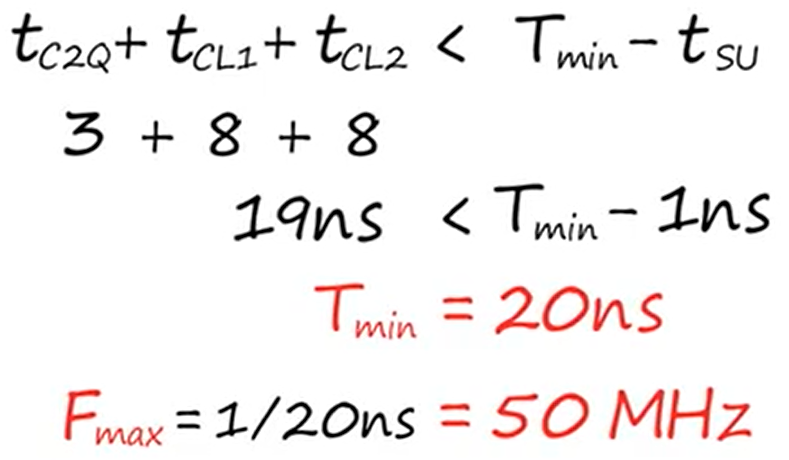 tC2Q+ tCL1+ tCL2 < Tmin- tSU
3 + 8 + 8
19ns < Tmin- 1ns
Tmin = 20ns
Fmax = 1/20ns = 50 MHz